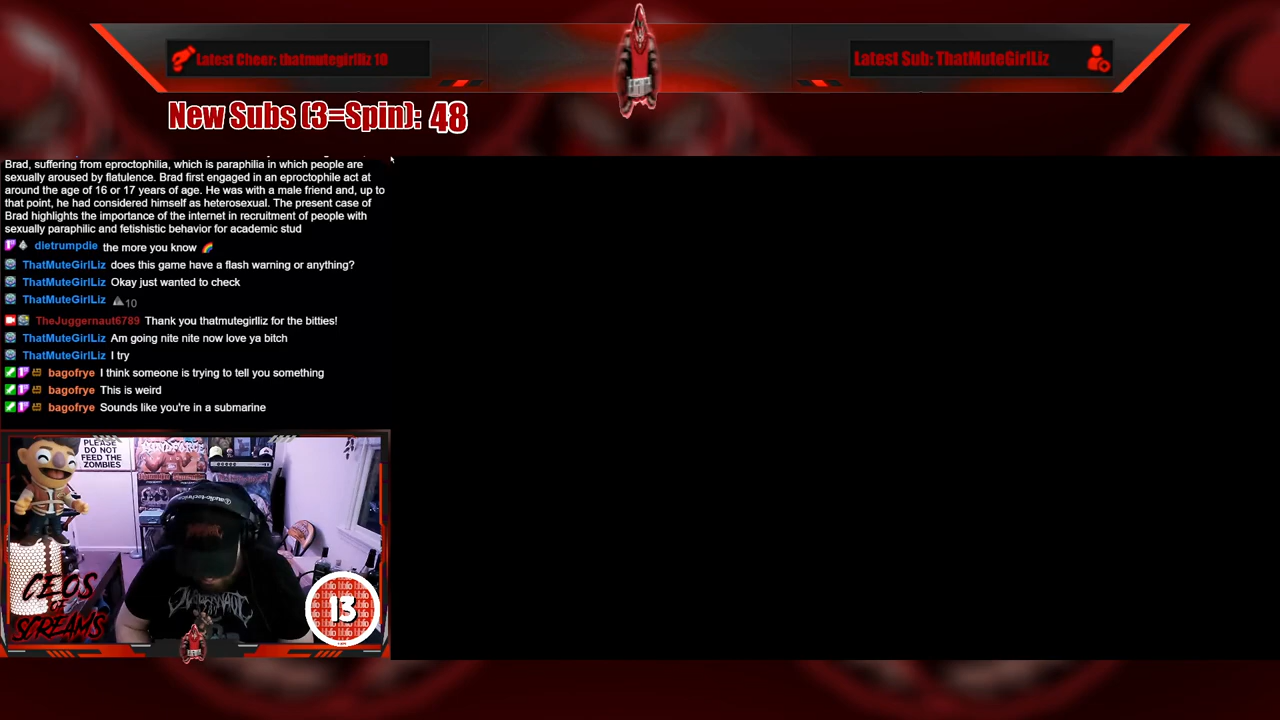 Latest Cheer: thatmutegirlliz 10
Latest Sub: ThatMuteGirlLiz
New Subs (3=Spin): 48
Brad, suffering from eproctophilia, which is paraphilia in which people are
sexually aroused by flatulence. Brad first engaged in an eproctophile act at
around the age of 16 or 17 years of age. He was with a male friend and, up to
that point, he had considered himself as heterosexual. The present case of
Brad highlights the importance of the internet in recruitment of people with
sexually paraphilic and fetishistic behavior for academic stud
dietrumpdie the more you know 🌈
ThatMuteGirlLiz does this game have a flash warning or anything?
ThatMuteGirlLiz Okay just wanted to check
ThatMuteGirlLiz 10
TheJuggernaut6789 Thank you thatmutegirlliz for the bitties!
ThatMuteGirlLiz Am going nite nite now love ya bitch
ThatMuteGirlLiz I try
bagofrye I think someone is trying to tell you something
bagofrye This is weird
bagofrye Sounds like you're in a submarine
PLEASE
DO NOT
FEED THE
ZOMBIES
audio-technica
CEOS
OF
SCREAMS
13